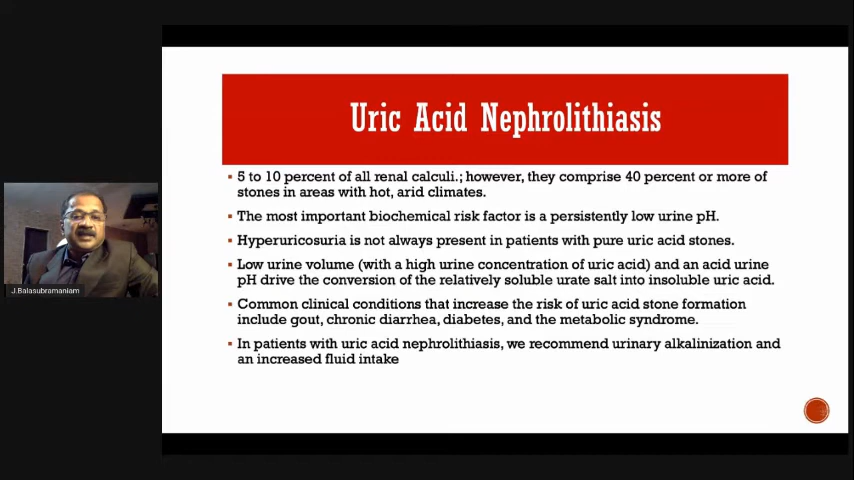 Uric Acid Nephrolithiasis
5 to 10 percent of all renal calculi.; however, they comprise 40 percent or more of
stones in areas with hot, arid climates.
The most important biochemical risk factor is a persistently low urine pH.
Hyperuricosuria is not always present in patients with pure uric acid stones.
Low urine volume (with a high urine concentration of uric acid) and an acid urine
pH drive the conversion of the relatively soluble urate salt into insoluble uric acid.
Common clinical conditions that increase the risk of uric acid stone formation
include gout, chronic diarrhea, diabetes, and the metabolic syndrome.
In patients with uric acid nephrolithiasis, we recommend urinary alkalinization and
an increased fluid intake
J.Balasubramaniam